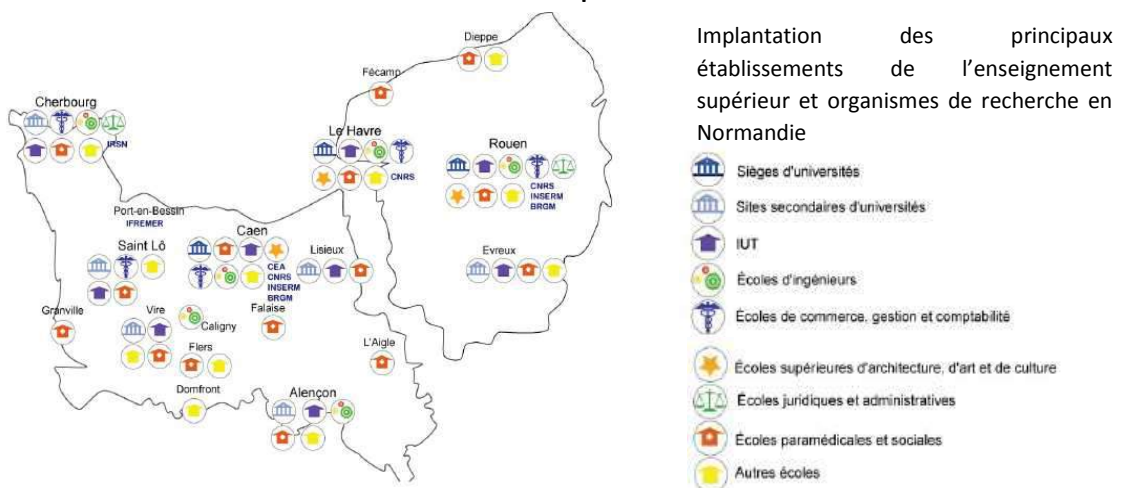 Implantation des principaux
établissements de l'enseignement
supérieur et organismes de recherche en
Normandie
Sièges d'universités
Sites secondaires d'universités
IUT
Écoles d'ingénieurs
Écoles de commerce, gestion et comptabilité
Écoles supérieures d'architecture, d'art et de culture
Écoles juridiques et administratives
Écoles paramédicales et sociales
Autres écoles
Dieppe
Fécamp
Cherbourg
IRSN
Le Havre
CNRS
Rouen
CNRS
INSERM
BRGM
Port-en-Bessin
IFREMER
Saint Lô
Caen
CEA
CNRS
INSERM
BRGM
Lisieux
Evreux
Granville
Vire
Caligny
Falaise
Flers
L'Aigle
Domfront
Alençon